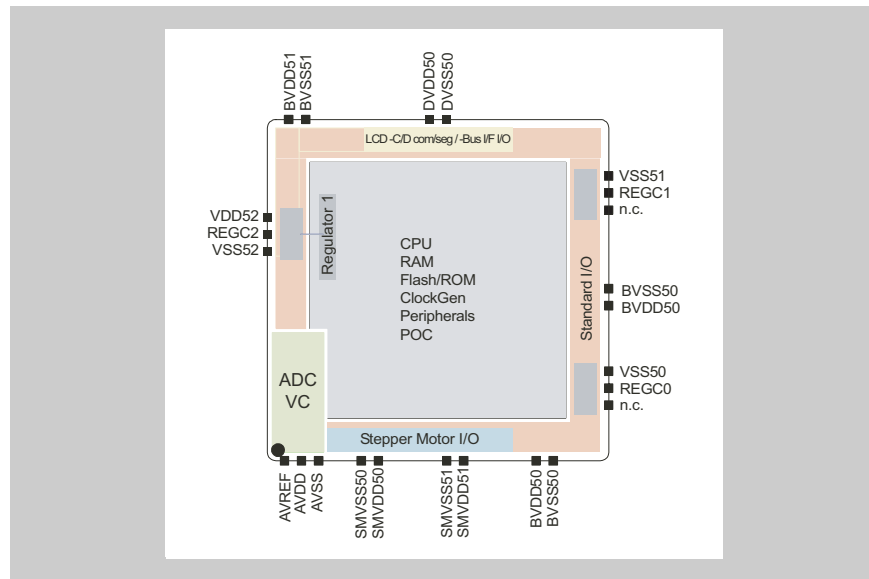 BVDD51
BVSS51
DVDD50
DVSS50
LCD -C/D com/seg / -Bus I/F I/O
VSS51
REGC1
n.c.
VDD52
REGC2
VSS52
Regulator 1
CPU
RAM
Flash/ROM
ClockGen
Peripherals
POC
Standard I/O
BVSS50
BVDD50
VSS50
REGC0
n.c.
ADC
VC
Stepper Motor I/O
AVREF
AVDD
AVSS
SMVSS50
SMVDD50
SMVSS51
SMVDD51
BVDD50
BVSS50